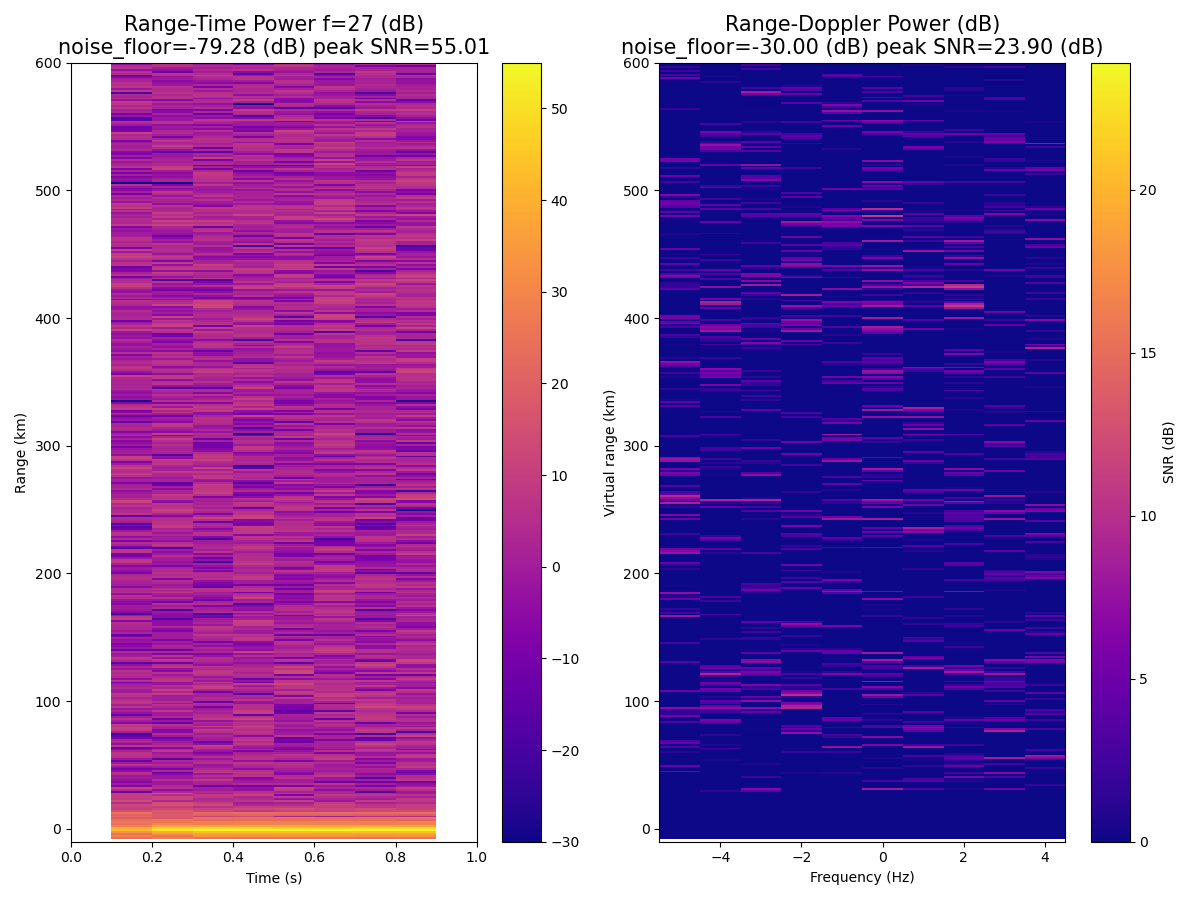 Range-Time Power f=27 (dB)
noise_floor=-79.28 (dB) peak SNR=55.01
Range (km)
600
500
400
300
200
100
0
0.0 0.2 0.4 0.6 0.8 1.0
Time (s)
50
40
30
20
10
0
−10
−20
−30
Range-Doppler Power (dB)
noise_floor=-30.00 (dB) peak SNR=23.90 (dB)
Virtual range (km)
600
500
400
300
200
100
0
−4 −2 0 2 4
Frequency (Hz)
20
15
10
5
0
SNR (dB)